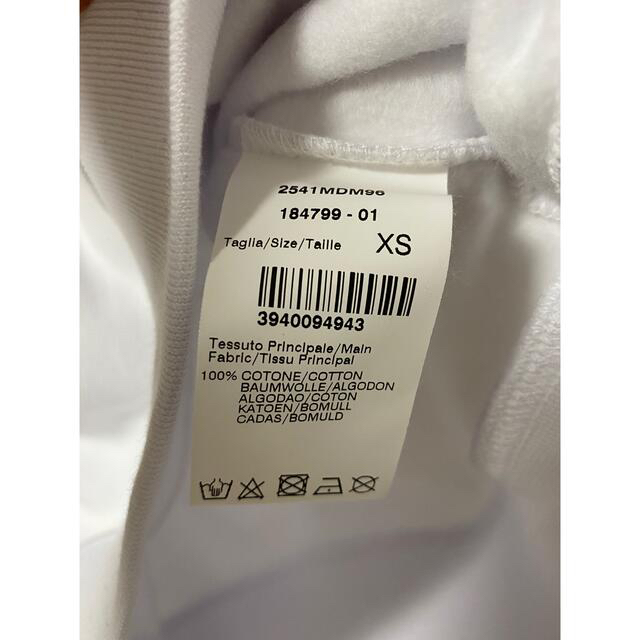 2541MDM96
184799 - 01
Taglia/Size/Taille XS
3940094943
Tessuto Principale/Main
Fabric/Tissu Principal
100% COTONE/COTTON
BAUMWOLLE/ALGODON
ALGODAO/COTON
KATOEN/BOMULL
CADAS/BOMULD